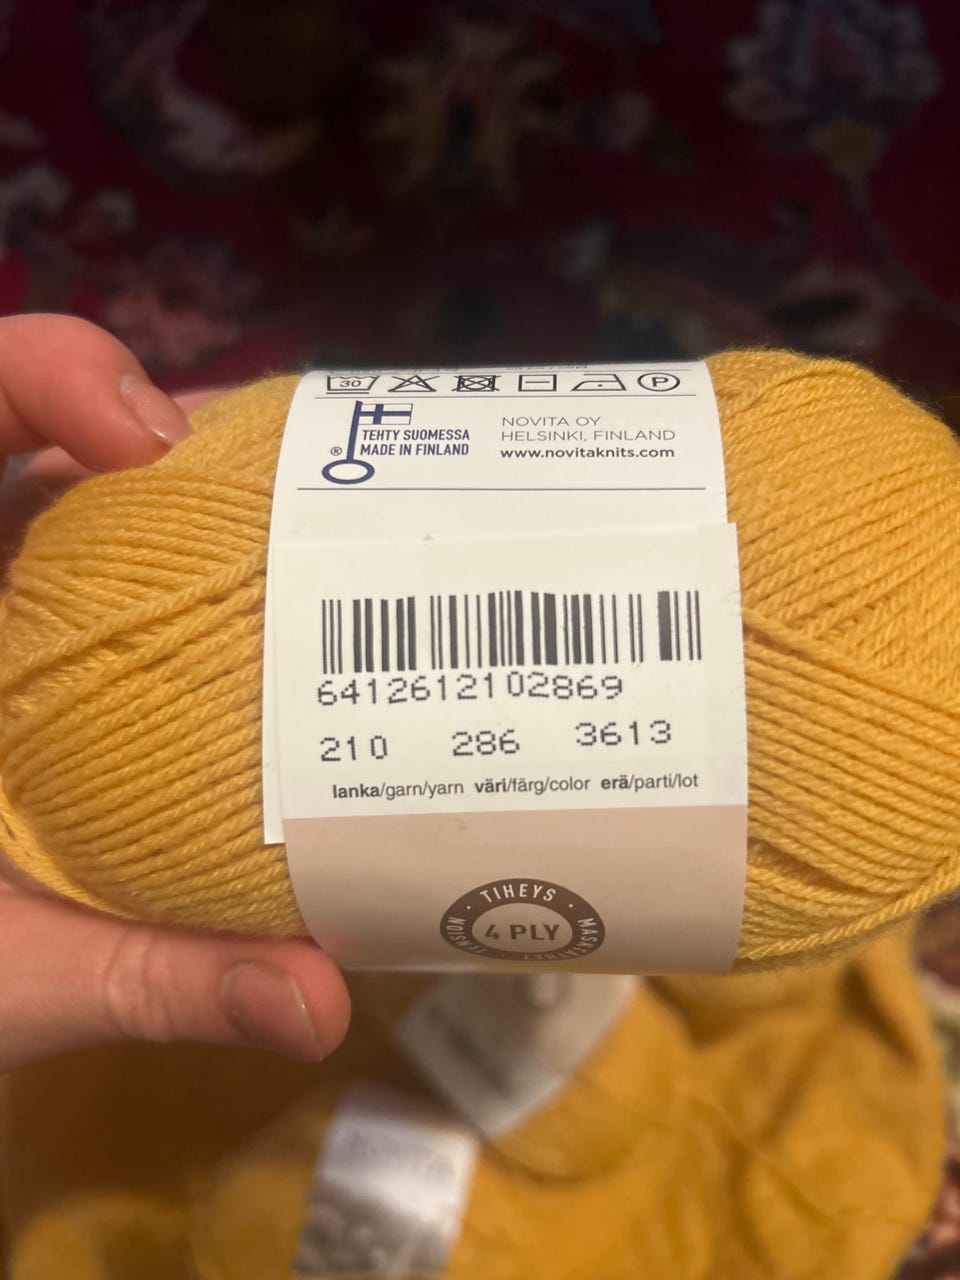 30
P
TEHTY SUOMESSA
® MADE IN FINLAND
NOVITA OY
HELSINKI, FINLAND
www.novitaknits.com
6412612102869
210 286 3613
lanka/garn/yarn väri/färg/color erä/parti/lot
· TIHEYS ·
4 PLY